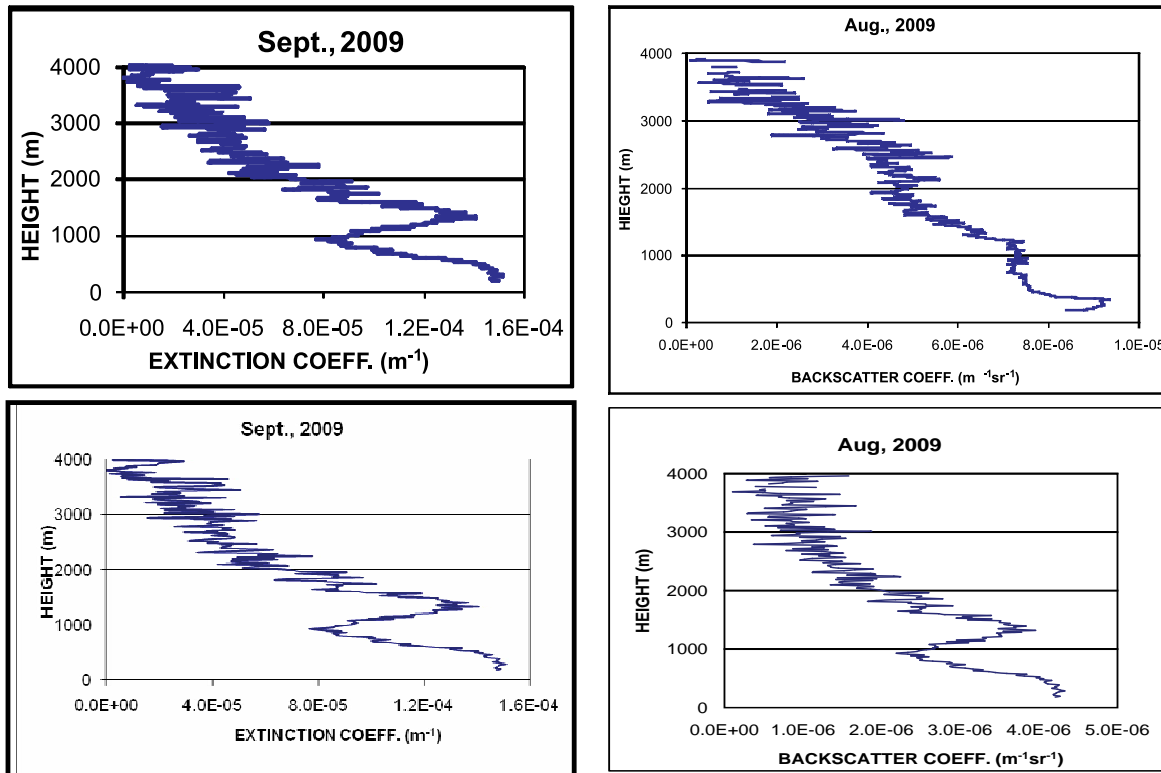 Sept., 2009
4000
3000
2000
1000
0
HEIGHT (m)
0.0E+00 4.0E-05 8.0E-05 1.2E-04 1.6E-04
EXTINCTION COEFF. (m⁻¹)
Aug., 2009
4000
3000
2000
1000
0
HIEGHT (m)
0.0E+00 2.0E-06 4.0E-06 6.0E-06 8.0E-06 1.0E-05
BACKSCATTER COEFF. (m ⁻¹sr⁻¹)
Sept., 2009
4000
3000
2000
1000
0
HEIGHT (m)
0.0E+00 4.0E-05 8.0E-05 1.2E-04 1.6E-04
EXTINCTION COEFF. (m⁻¹)
Aug, 2009
4000
3000
2000
1000
0
HEIGHT (m)
0.0E+00 1.0E-06 2.0E-06 3.0E-06 4.0E-06 5.0E-06
BACKSCATTER COEFF. (m⁻¹sr⁻¹)